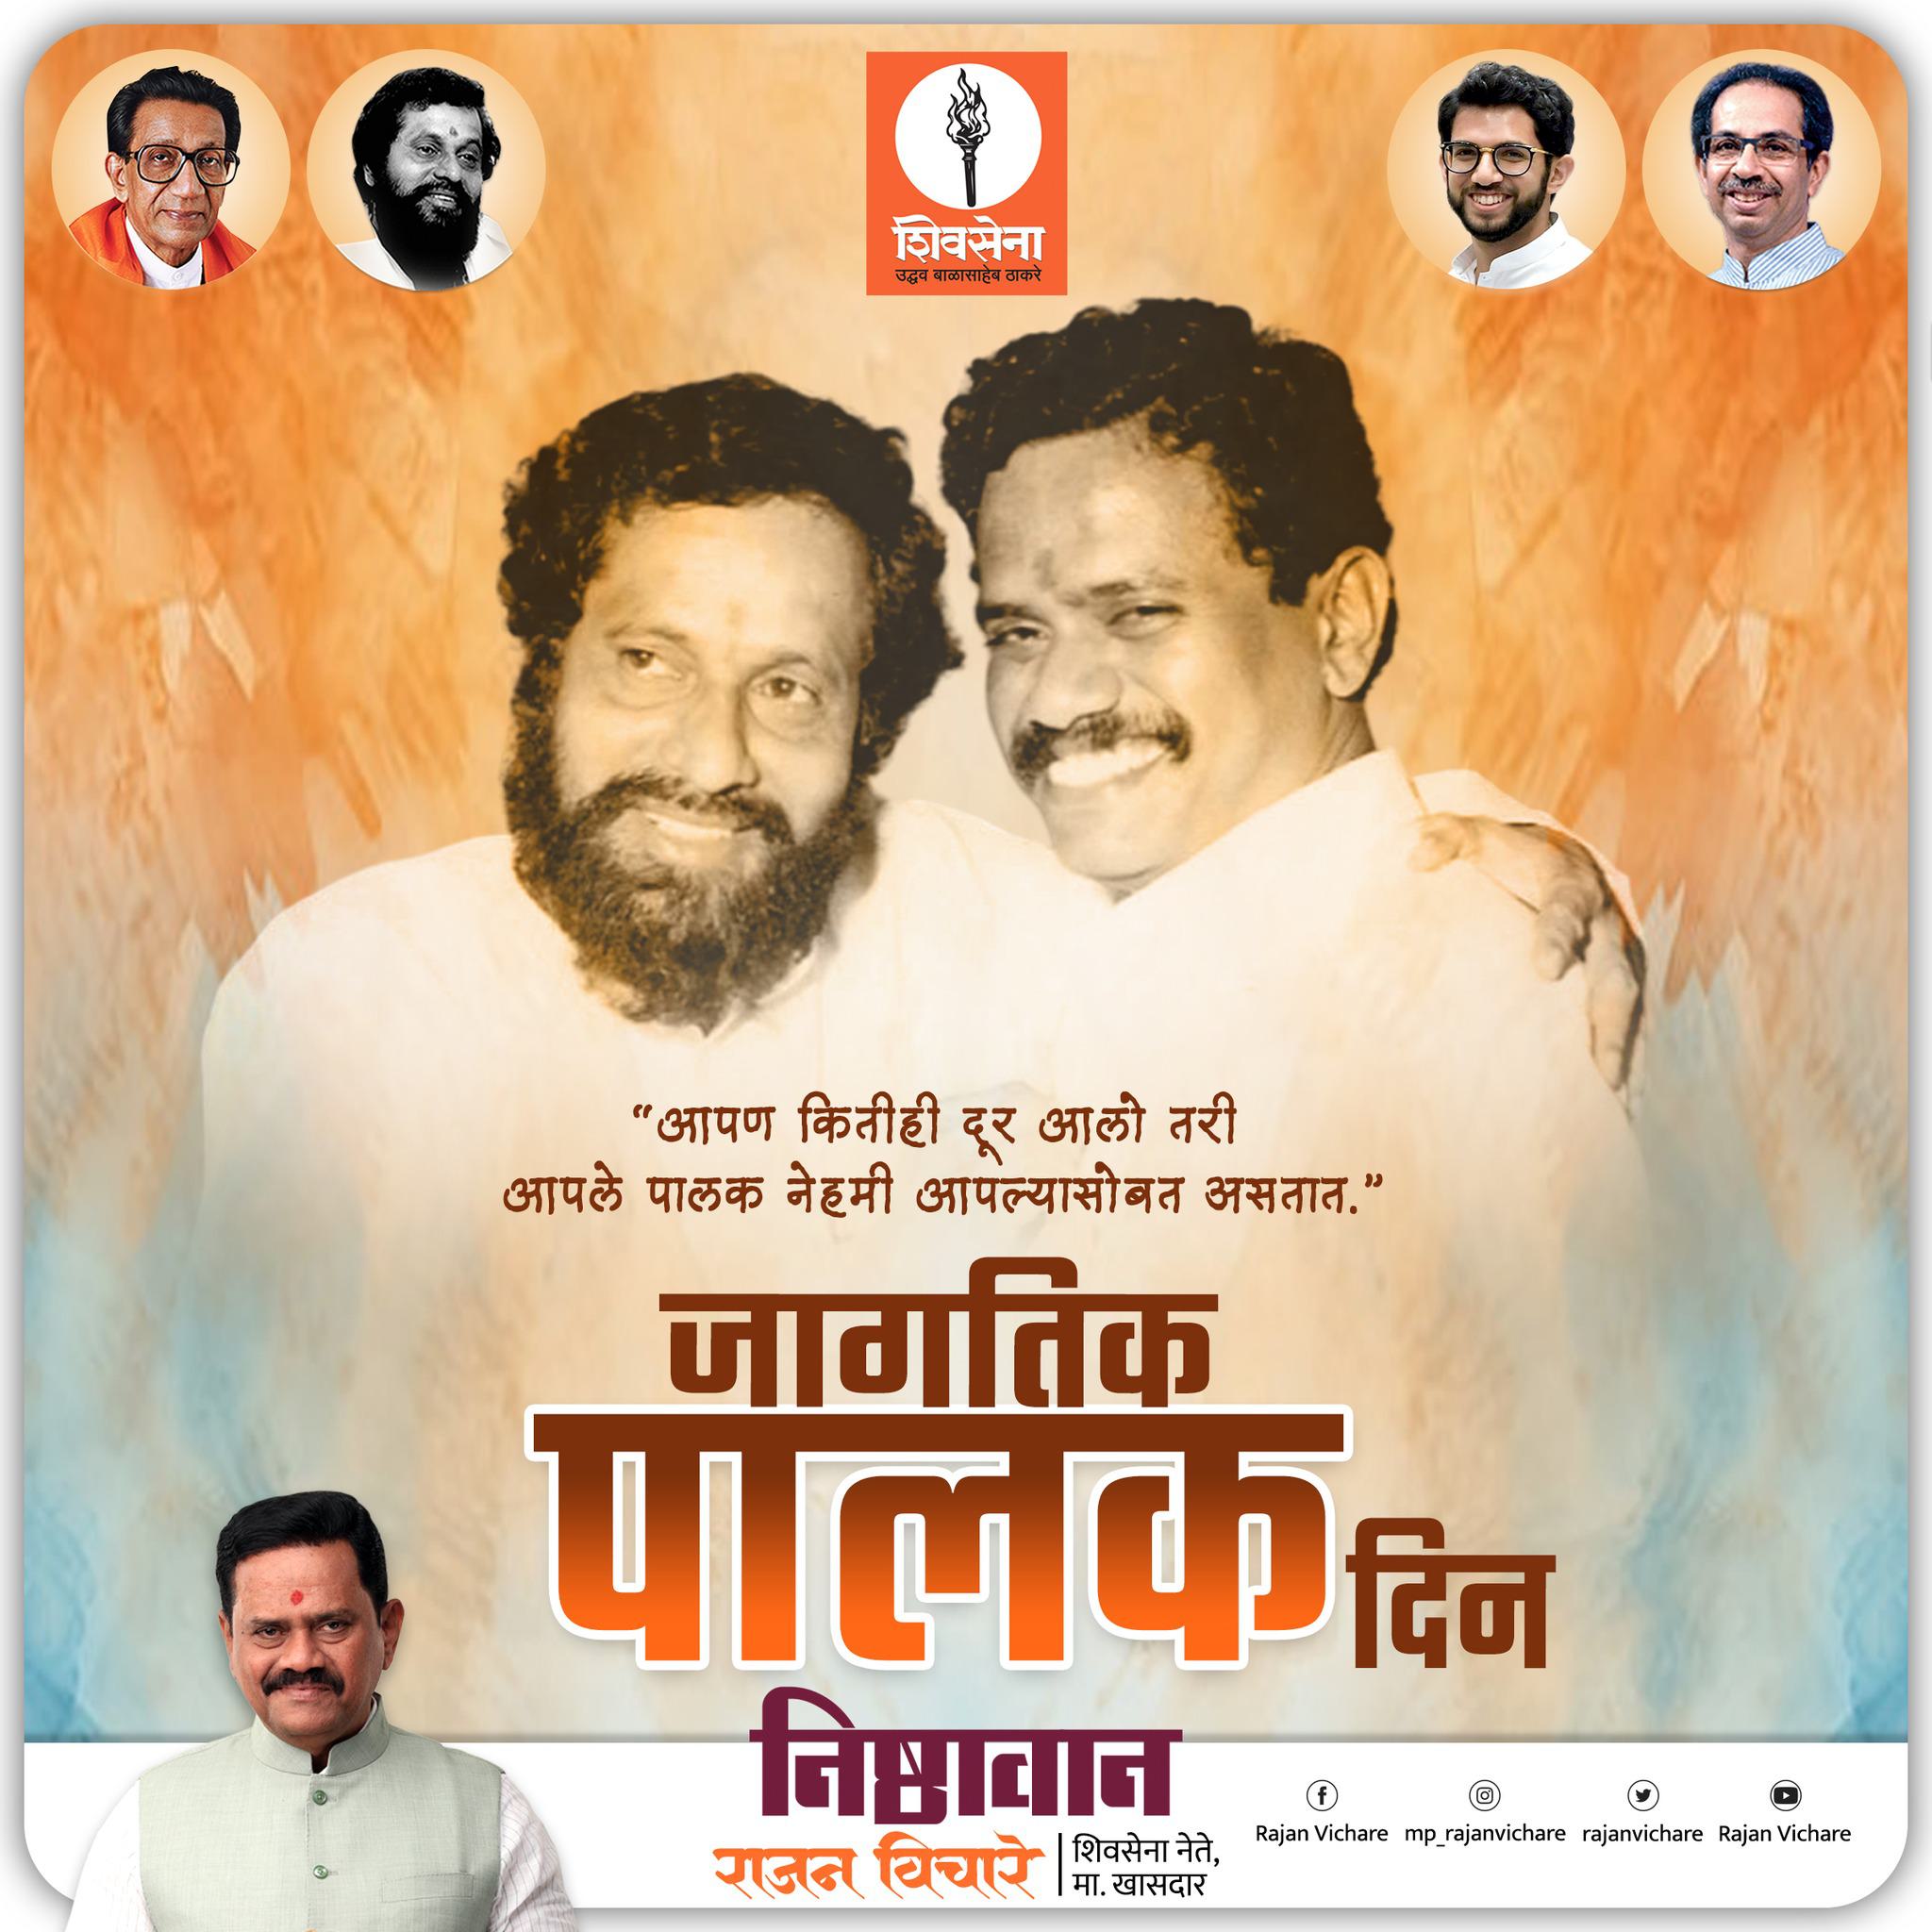 शिवसेना
उद्धव बाळासाहेब ठाकरे
“आपण कितीही दूर आलो तरी
आपले पालक नेहमी आपल्यासोबत असतात.”
जागतिक
पालक
दिन
निष्ठावान
राजन विचारे
शिवसेना नेते,
मा. खासदार
Rajan Vichare
mp_rajanvichare
rajanvichare
Rajan Vichare